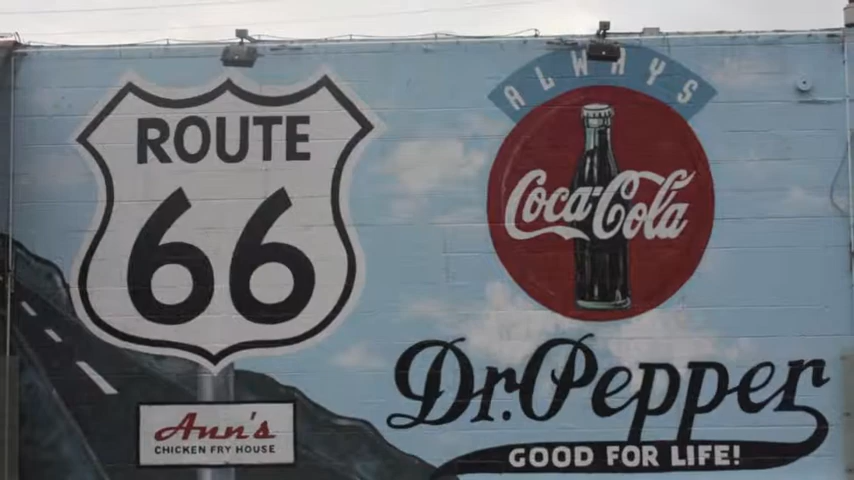 ROUTE
66
Ann's
CHICKEN FRY HOUSE
ALWAYS
Coca-Cola
Dr. Pepper
GOOD FOR LIFE!